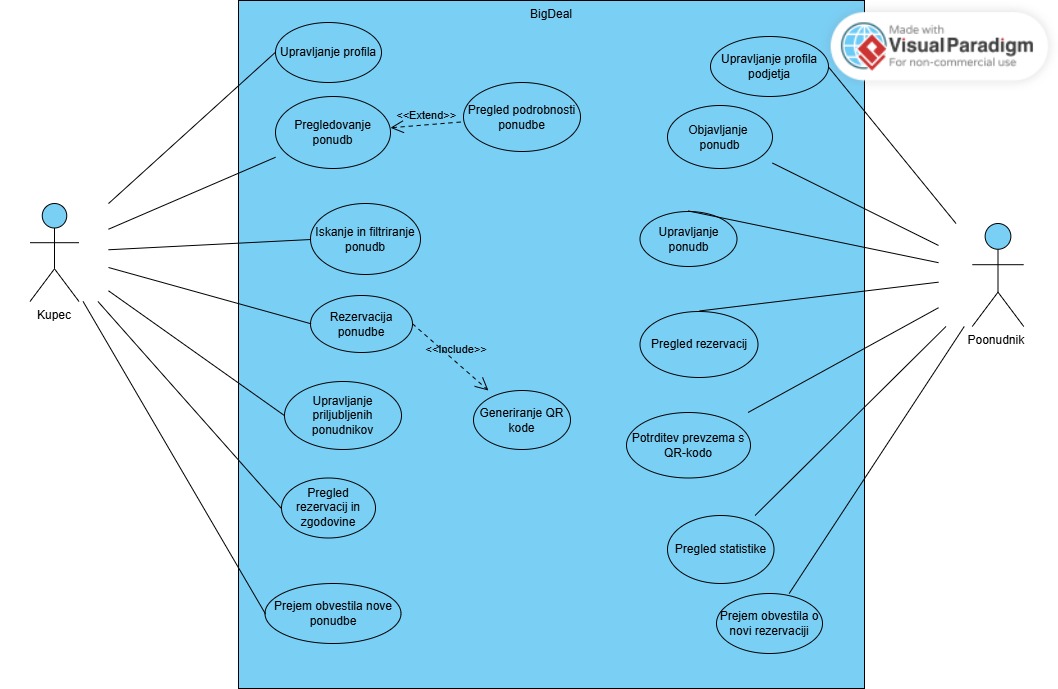 BigDeal
Made with
VisualParadigm
For non-commercial use
Upravljanje profila
Upravljanje profila
podjetja
Pregledovanje
ponudb
<<Extend>>
Pregled podrobnosti
ponudbe
Objavljanje
ponudb
Iskanje in filtriranje
ponudb
Upravljanje
ponudb
Kupec
Poonudnik
Rezervacija
ponudbe
<<Include>>
Pregled rezervacij
Upravljanje
priljubljenih
ponudnikov
Generiranje QR
kode
Potrditev prevzema s
QR-kodo
Pregled
rezervacij in
zgodovine
Pregled statistike
Prejem obvestila nove
ponudbe
Prejem obvestila o
novi rezervaciji